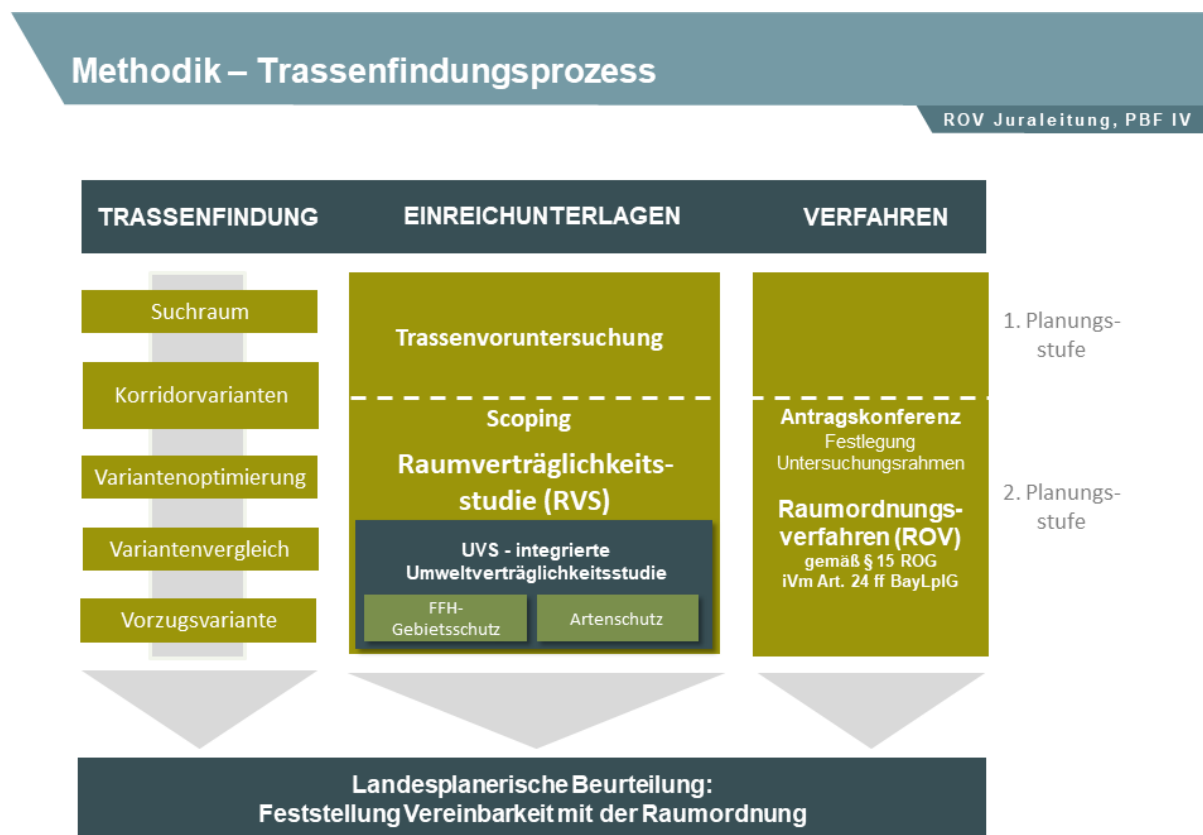 Methodik – Trassenfindungsprozess
ROV Juraleitung, PBF IV
TRASSENFINDUNG
EINREICHUNTERLAGEN
VERFAHREN
Suchraum
Korridorvarianten
Variantenoptimierung
Variantenvergleich
Vorzugsvariante
Trassenvoruntersuchung
Scoping
Raumverträglichkeits-
studie (RVS)
UVS - integrierte
Umweltverträglichkeitsstudie
FFH-
Gebietsschutz
Artenschutz
Antragskonferenz
Festlegung
Untersuchungsrahmen
Raumordnungs-
verfahren (ROV)
gemäß § 15 ROG
iVm Art. 24 ff BayLplG
1. Planungs-
stufe
2. Planungs-
stufe
Landesplanerische Beurteilung:
Feststellung Vereinbarkeit mit der Raumordnung